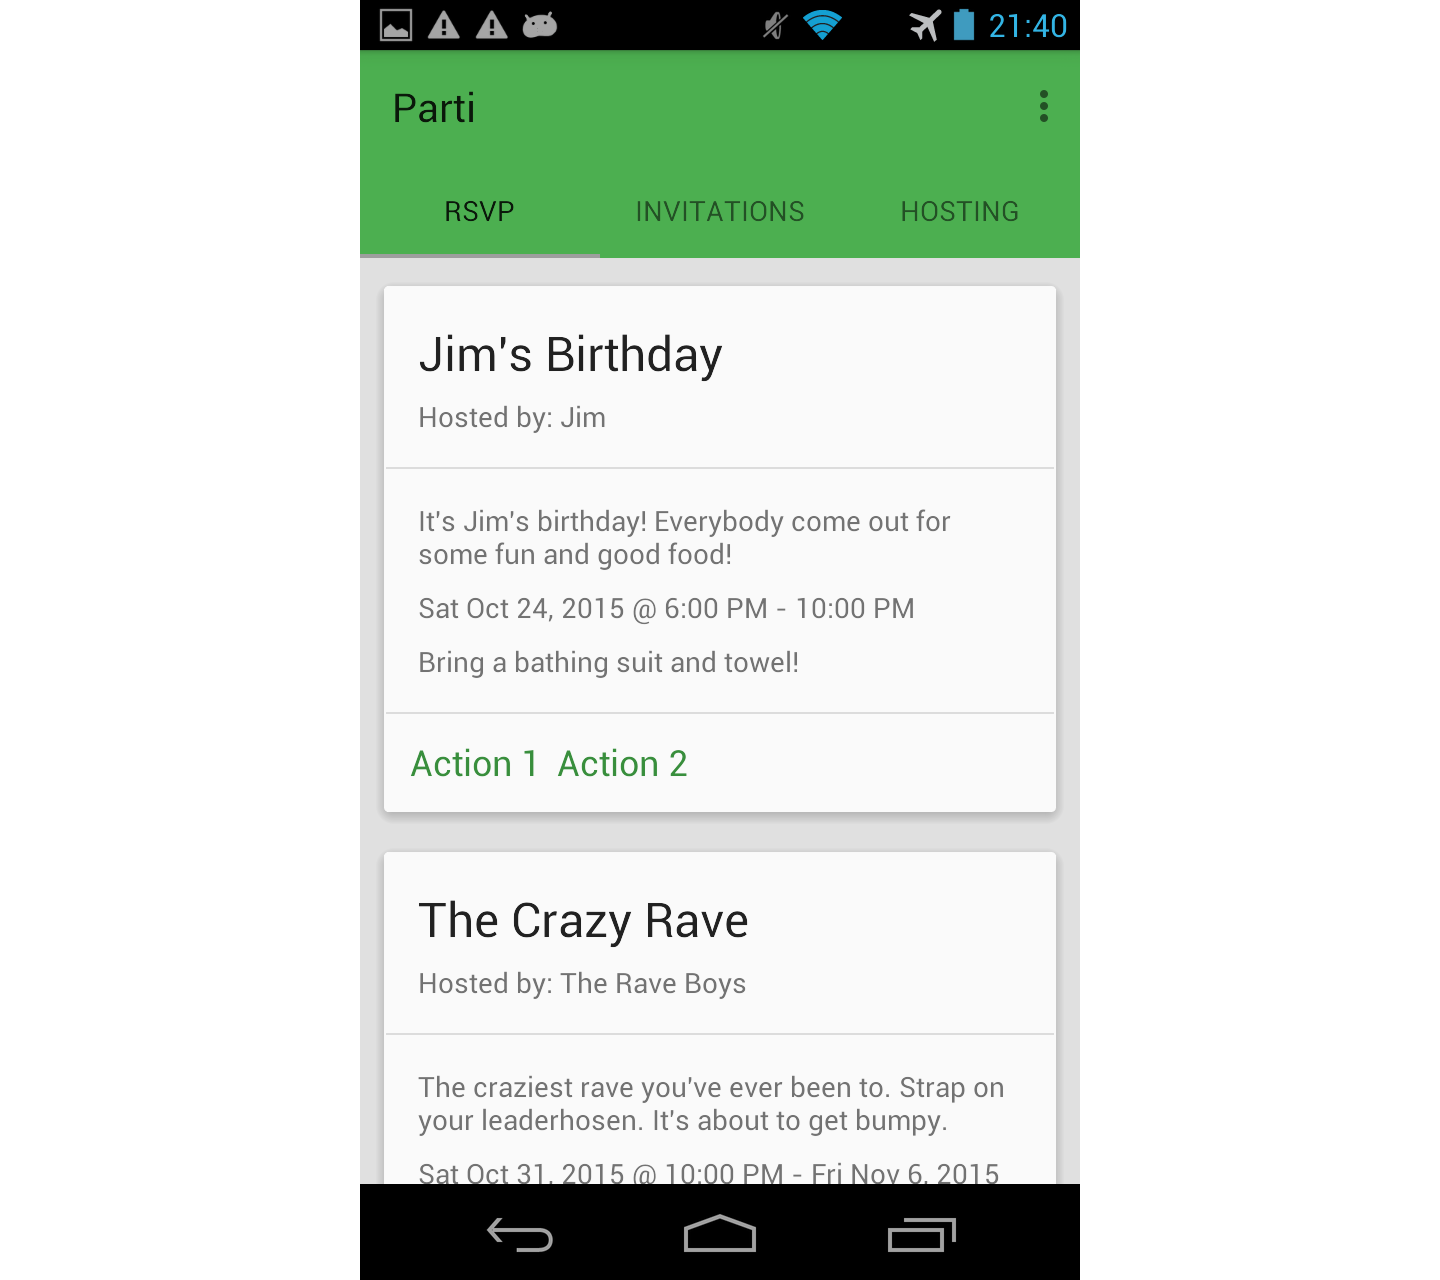 21:40
Parti
RSVP INVITATIONS HOSTING
Jim's Birthday
Hosted by: Jim
It's Jim's birthday! Everybody come out for
some fun and good food!
Sat Oct 24, 2015 @ 6:00 PM - 10:00 PM
Bring a bathing suit and towel!
Action 1 Action 2
The Crazy Rave
Hosted by: The Rave Boys
The craziest rave you've ever been to. Strap on
your leaderhosen. It's about to get bumpy.
Sat Oct 31, 2015 @ 10:00 PM - Fri Nov 6, 2015